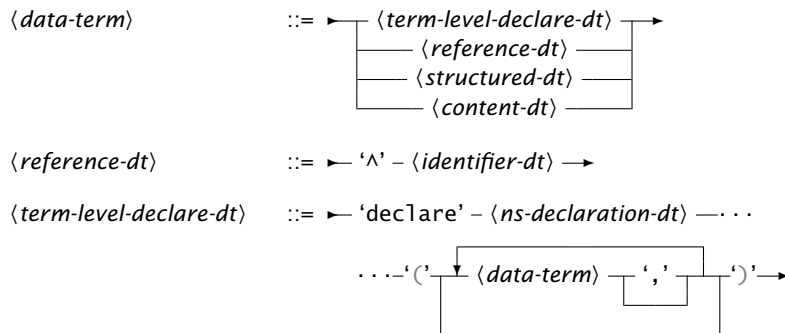 ⟨data-term⟩ ::= ⟨term-level-declare-dt⟩
⟨reference-dt⟩
⟨structured-dt⟩
⟨content-dt⟩
⟨reference-dt⟩ ::= ‘∧’ – ⟨identifier-dt⟩
⟨term-level-declare-dt⟩ ::= ‘declare’ – ⟨ns-declaration-dt⟩ —···
···–‘(’ ⟨data-term⟩ ‘,’ ‘)’